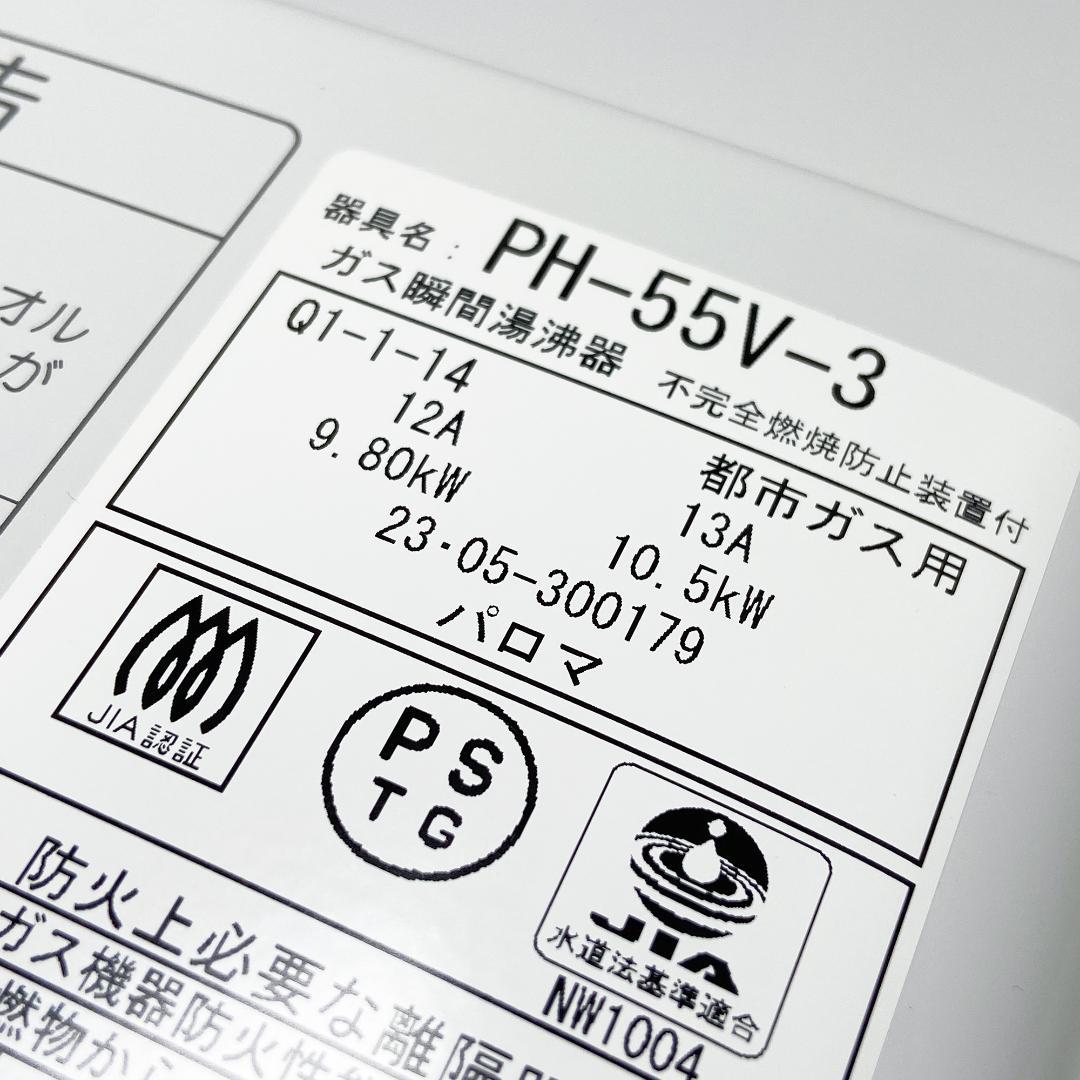 告
オル
が
器具名: PH-55V-3
ガス瞬間湯沸器 不完全燃焼防止装置付
Q1-1-14 都市ガス用
12A 13A
9.80kW 10.5kW
23・05-300179
パロマ
JIA認証
PS
TG
JIA
水道法基準適合
NW1004
防火上必要な離隔
ガス機器防火性
燃物から